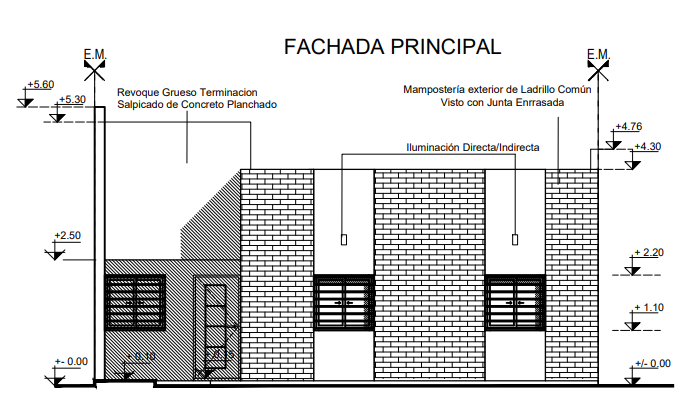 FACHADA PRINCIPAL
E.M.
E.M.
+5.60
+5.30
Revoque Grueso Terminacion
Salpicado de Concreto Planchado
Mampostería exterior de Ladrillo Común
Visto con Junta Enrrasada
+4.76
+4.30
Iluminación Directa/Indirecta
+2.50
+ 2.20
+ 1.10
+- 0.00
+ 0.10
+ 0.15
+/- 0.00